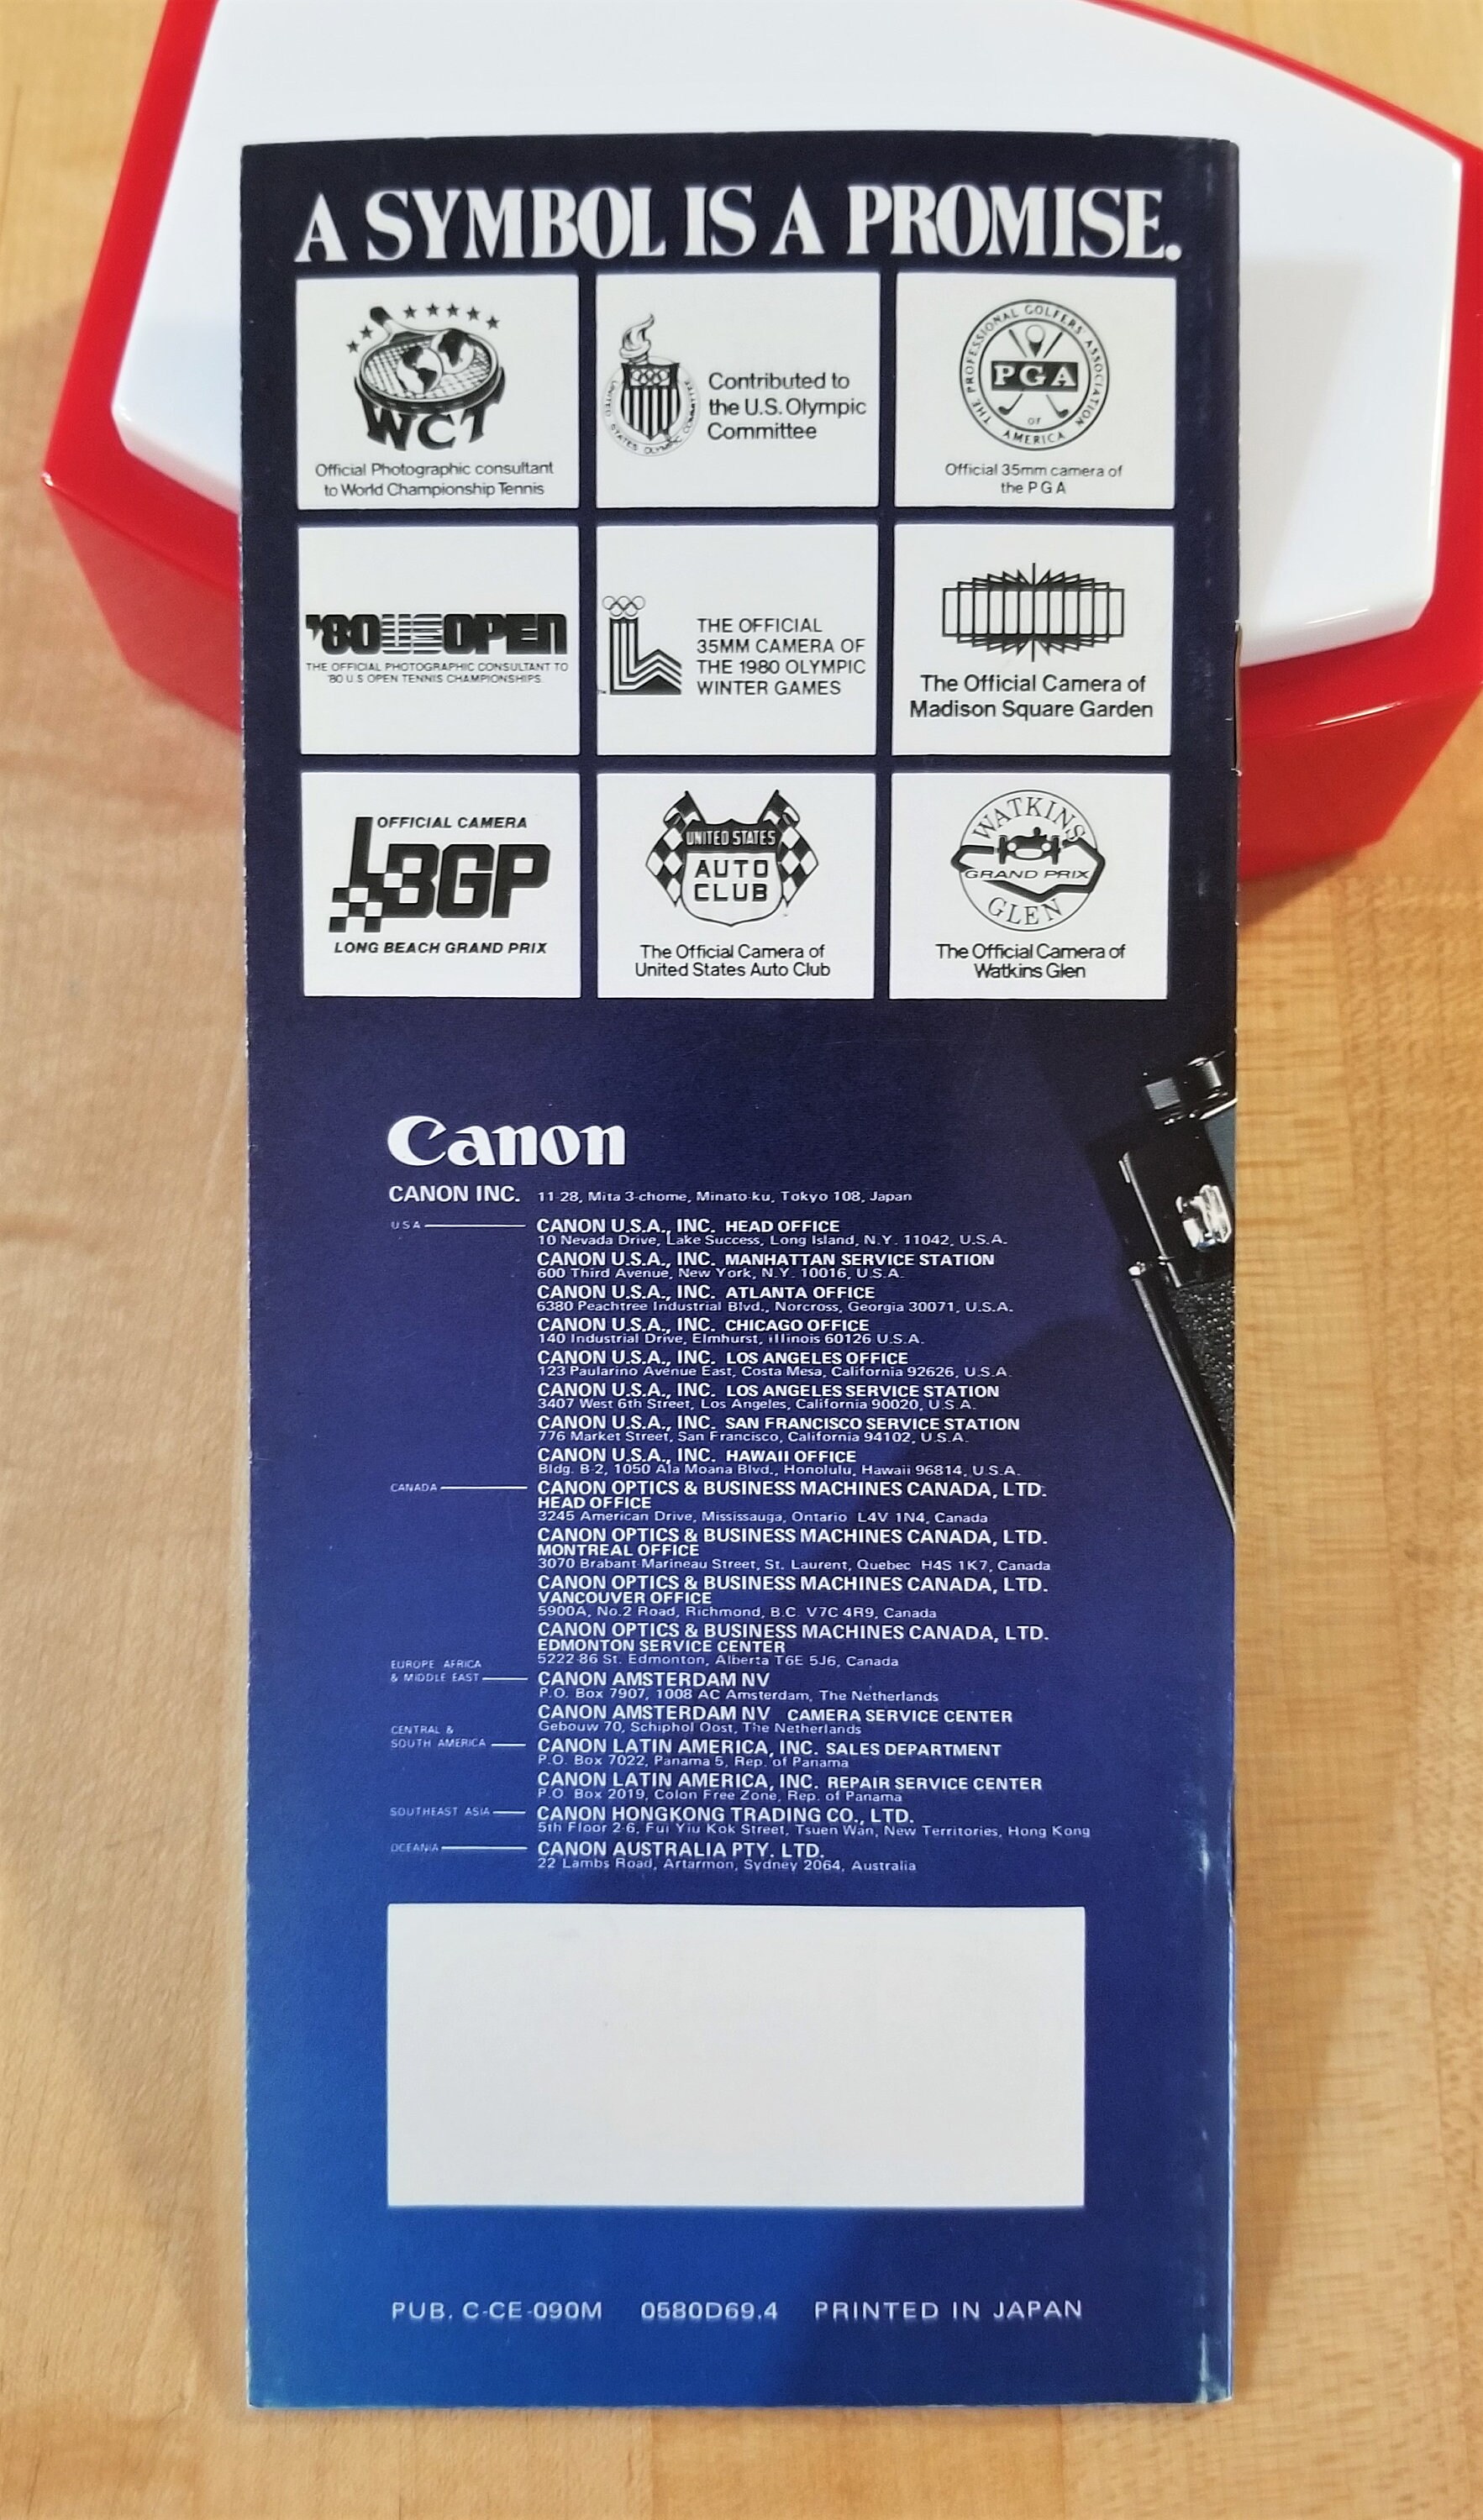 A SYMBOL IS A PROMISE.
WCT
Official Photographic consultant
to World Championship Tennis
UNITED STATES OLYMPIC COMMITTEE
Contributed to
the U.S. Olympic
Committee
THE PROFESSIONAL GOLFERS ASSOCIATION
PGA
OF
AMERICA
Official 35mm camera of
the P G A
'80 US OPEN
THE OFFICIAL PHOTOGRAPHIC CONSULTANT TO
'80 U.S OPEN TENNIS CHAMPIONSHIPS.
THE OFFICIAL
35MM CAMERA OF
THE 1980 OLYMPIC
WINTER GAMES
The Official Camera of
Madison Square Garden
OFFICIAL CAMERA
LBGP
LONG BEACH GRAND PRIX
UNITED STATES
AUTO
CLUB
The Official Camera of
United States Auto Club
WATKINS
GRAND PRIX
GLEN
The Official Camera of
Watkins Glen
Canon
CANON INC. 11-28, Mita 3-chome, Minato-ku, Tokyo 108, Japan
USA CANON U.S.A., INC. HEAD OFFICE
10 Nevada Drive, Lake Success, Long Island, N.Y. 11042, U.S.A.
CANON U.S.A., INC. MANHATTAN SERVICE STATION
600 Third Avenue, New York, N.Y. 10016, U.S.A.
CANON U.S.A., INC. ATLANTA OFFICE
6380 Peachtree Industrial Blvd., Norcross, Georgia 30071, U.S.A.
CANON U.S.A., INC. CHICAGO OFFICE
140 Industrial Drive, Elmhurst, illinois 60126 U.S.A.
CANON U.S.A., INC. LOS ANGELES OFFICE
123 Paularino Avenue East, Costa Mesa, California 92626, U.S.A.
CANON U.S.A., INC. LOS ANGELES SERVICE STATION
3407 West 6th Street, Los Angeles, California 90020, U.S.A.
CANON U.S.A., INC. SAN FRANCISCO SERVICE STATION
776 Market Street, San Francisco, California 94102, U.S.A.
CANON U.S.A., INC. HAWAII OFFICE
Bldg. B-2, 1050 Ala Moana Blvd., Honolulu, Hawaii 96814, U.S.A.
CANADA CANON OPTICS & BUSINESS MACHINES CANADA, LTD.
HEAD OFFICE
3245 American Drive, Mississauga, Ontario L4V 1N4, Canada
CANON OPTICS & BUSINESS MACHINES CANADA, LTD.
MONTREAL OFFICE
3070 Brabant-Marineau Street, St. Laurent, Quebec H4S 1K7, Canada
CANON OPTICS & BUSINESS MACHINES CANADA, LTD.
VANCOUVER OFFICE
5900A, No.2 Road, Richmond, B.C. V7C 4R9, Canada
CANON OPTICS & BUSINESS MACHINES CANADA, LTD.
EDMONTON SERVICE CENTER
5222-86 St. Edmonton, Alberta T6E 5J6, Canada
EUROPE AFRICA
& MIDDLE EAST CANON AMSTERDAM NV
P.O. Box 7907, 1008 AC Amsterdam, The Netherlands
CANON AMSTERDAM NV CAMERA SERVICE CENTER
Gebouw 70, Schiphol Oost, The Netherlands
CENTRAL &
SOUTH AMERICA CANON LATIN AMERICA, INC. SALES DEPARTMENT
P.O. Box 7022, Panama 5, Rep. of Panama
CANON LATIN AMERICA, INC. REPAIR SERVICE CENTER
P.O. Box 2019, Colon Free Zone, Rep. of Panama
SOUTHEAST ASIA CANON HONGKONG TRADING CO., LTD.
5th Floor 2-6, Fui Yiu Kok Street, Tsuen Wan, New Territories, Hong Kong
OCEANIA CANON AUSTRALIA PTY. LTD.
22 Lambs Road, Artarmon, Sydney 2064, Australia
PUB. C-CE-090M 0580D69.4 PRINTED IN JAPAN